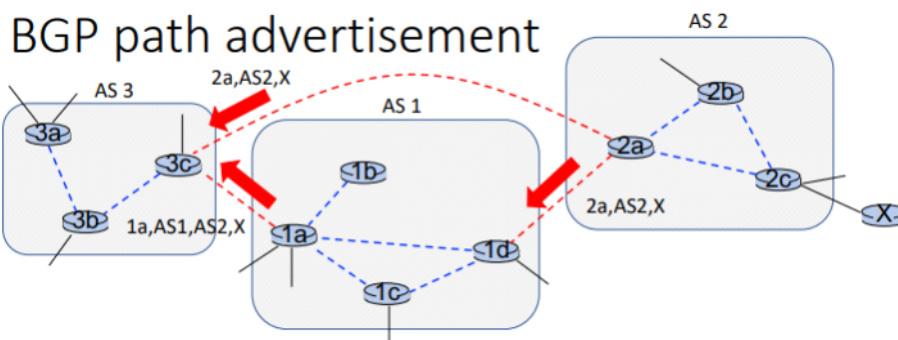 BGP path advertisement
AS 2
2a,AS2,X
AS 3
AS 1
2b
3a
2a
3c
1b
2c
2a,AS2,X
X
3b
1a,AS1,AS2,X
1a
1d
1c